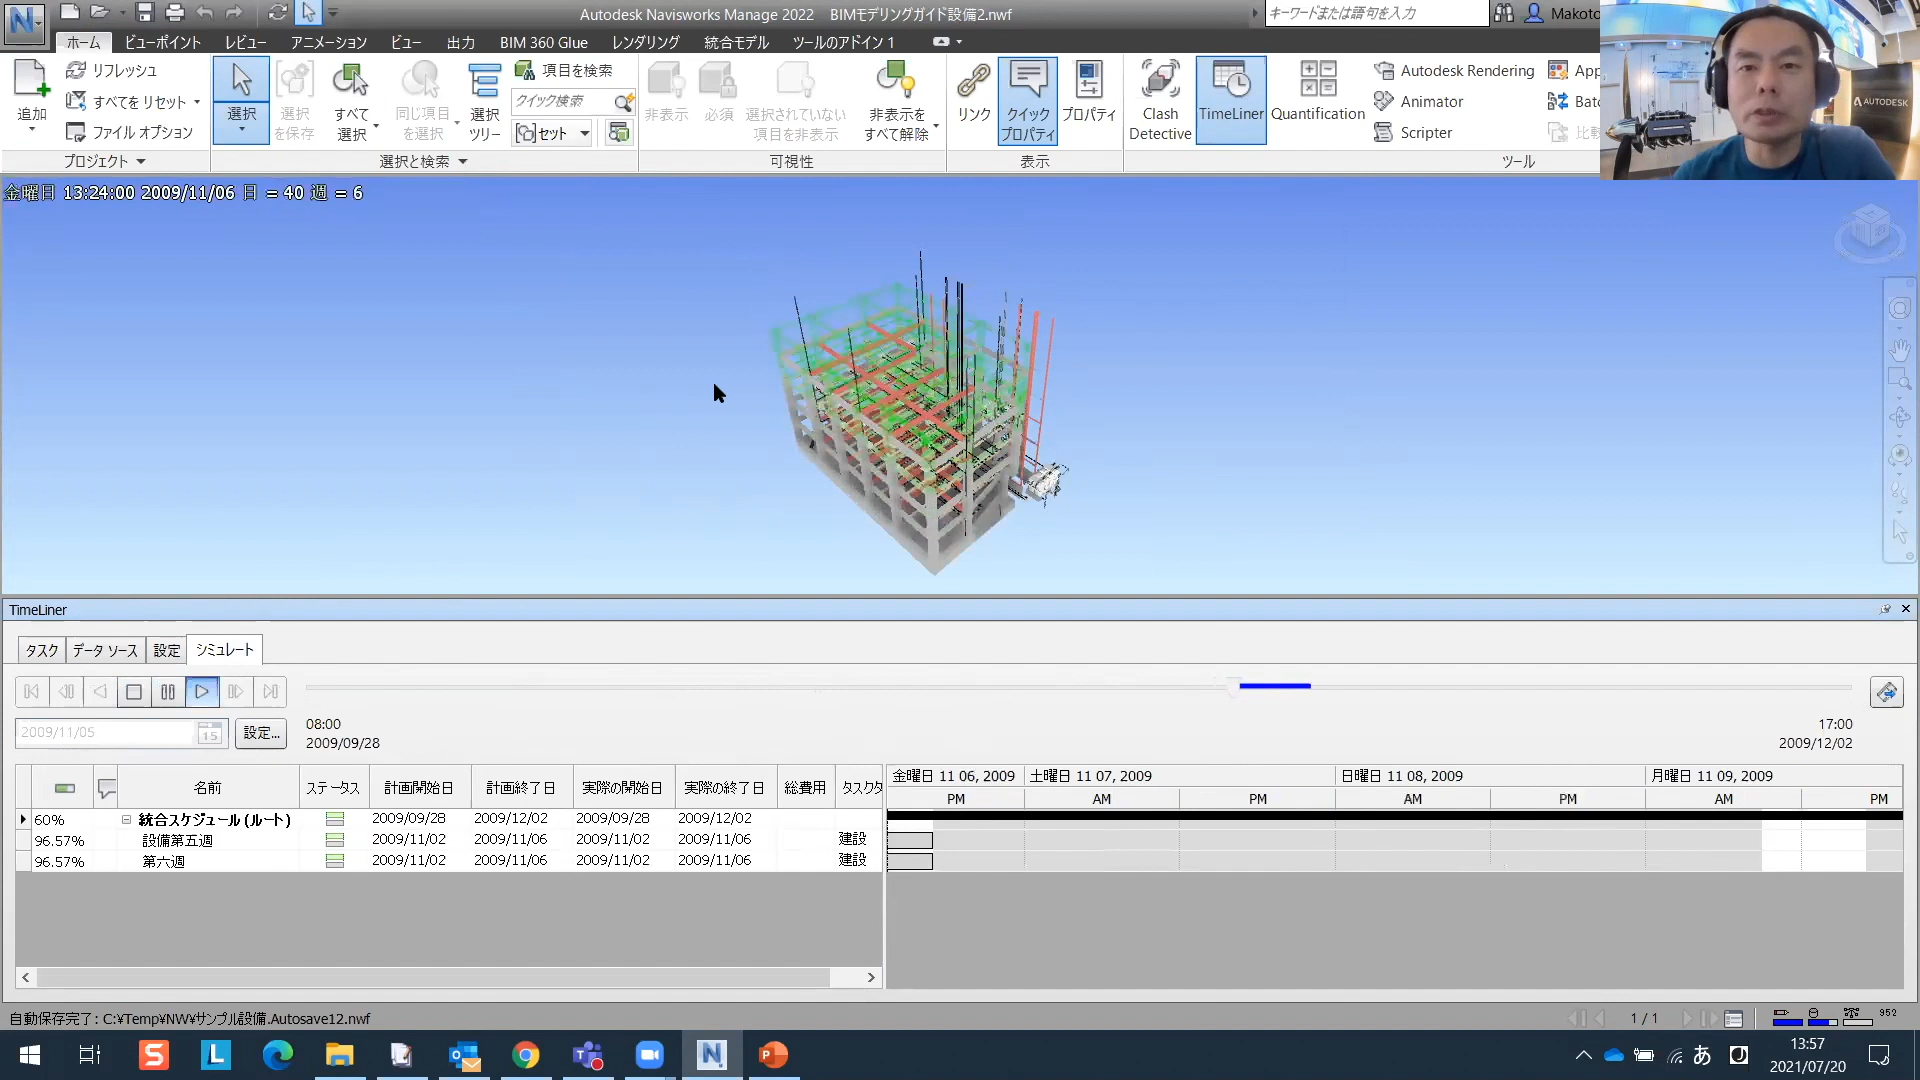 Autodesk Navisworks Manage 2022 BIMモデリングガイド設備2.nwf
キーワードまたは語句を入力
Makoto
ホーム ビューポイント レビュー アニメーション ビュー 出力 BIM 360 Glue レンダリング 統合モデル ツールのアドイン 1
追加
リフレッシュ
すべてをリセット
ファイル オプション
プロジェクト
選択
選択
を保存
すべて
選択
同じ項目
を選択
選択
ツリー
項目を検索
クイック検索
セット
選択と検索
非表示
必須
選択されていない
項目を非表示
非表示を
すべて解除
可視性
リンク
クイック
プロパティ
プロパティ
表示
Clash
Detective
TimeLiner
Quantification
Autodesk Rendering
Animator
Scripter
App
Batc
比較
ツール
AUTODESK
金曜日 13:24:00 2009/11/06 日 = 40 週 = 6
TimeLiner
タスク データ ソース 設定 シミュレート
2009/11/05
15
設定...
08:00
2009/09/28
17:00
2009/12/02
名前 ステータス 計画開始日 計画終了日 実際の開始日 実際の終了日 総費用 タスクタ
60% 統合スケジュール (ルート) 2009/09/28 2009/12/02 2009/09/28 2009/12/02
96.57% 設備第五週 2009/11/02 2009/11/06 2009/11/02 2009/11/06 建設
96.57% 第六週 2009/11/02 2009/11/06 2009/11/02 2009/11/06 建設
金曜日 11 06, 2009 土曜日 11 07, 2009 日曜日 11 08, 2009 月曜日 11 09, 2009
PM AM PM AM PM AM PM
自動保存完了: C:¥Temp¥NW¥サンプル設備.Autosave12.nwf
1 / 1
952
あ
13:57
2021/07/20